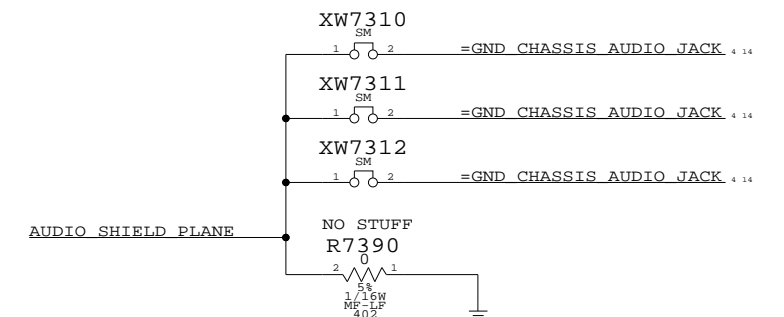 XW7310
SM
1 2 =GND_CHASSIS_AUDIO_JACK 4 14
XW7311
SM
1 2 =GND_CHASSIS_AUDIO_JACK 4 14
XW7312
SM
1 2 =GND_CHASSIS_AUDIO_JACK 4 14
AUDIO_SHIELD_PLANE
NO STUFF
R7390
0
2 1
5%
1/16W
MF-LF
402